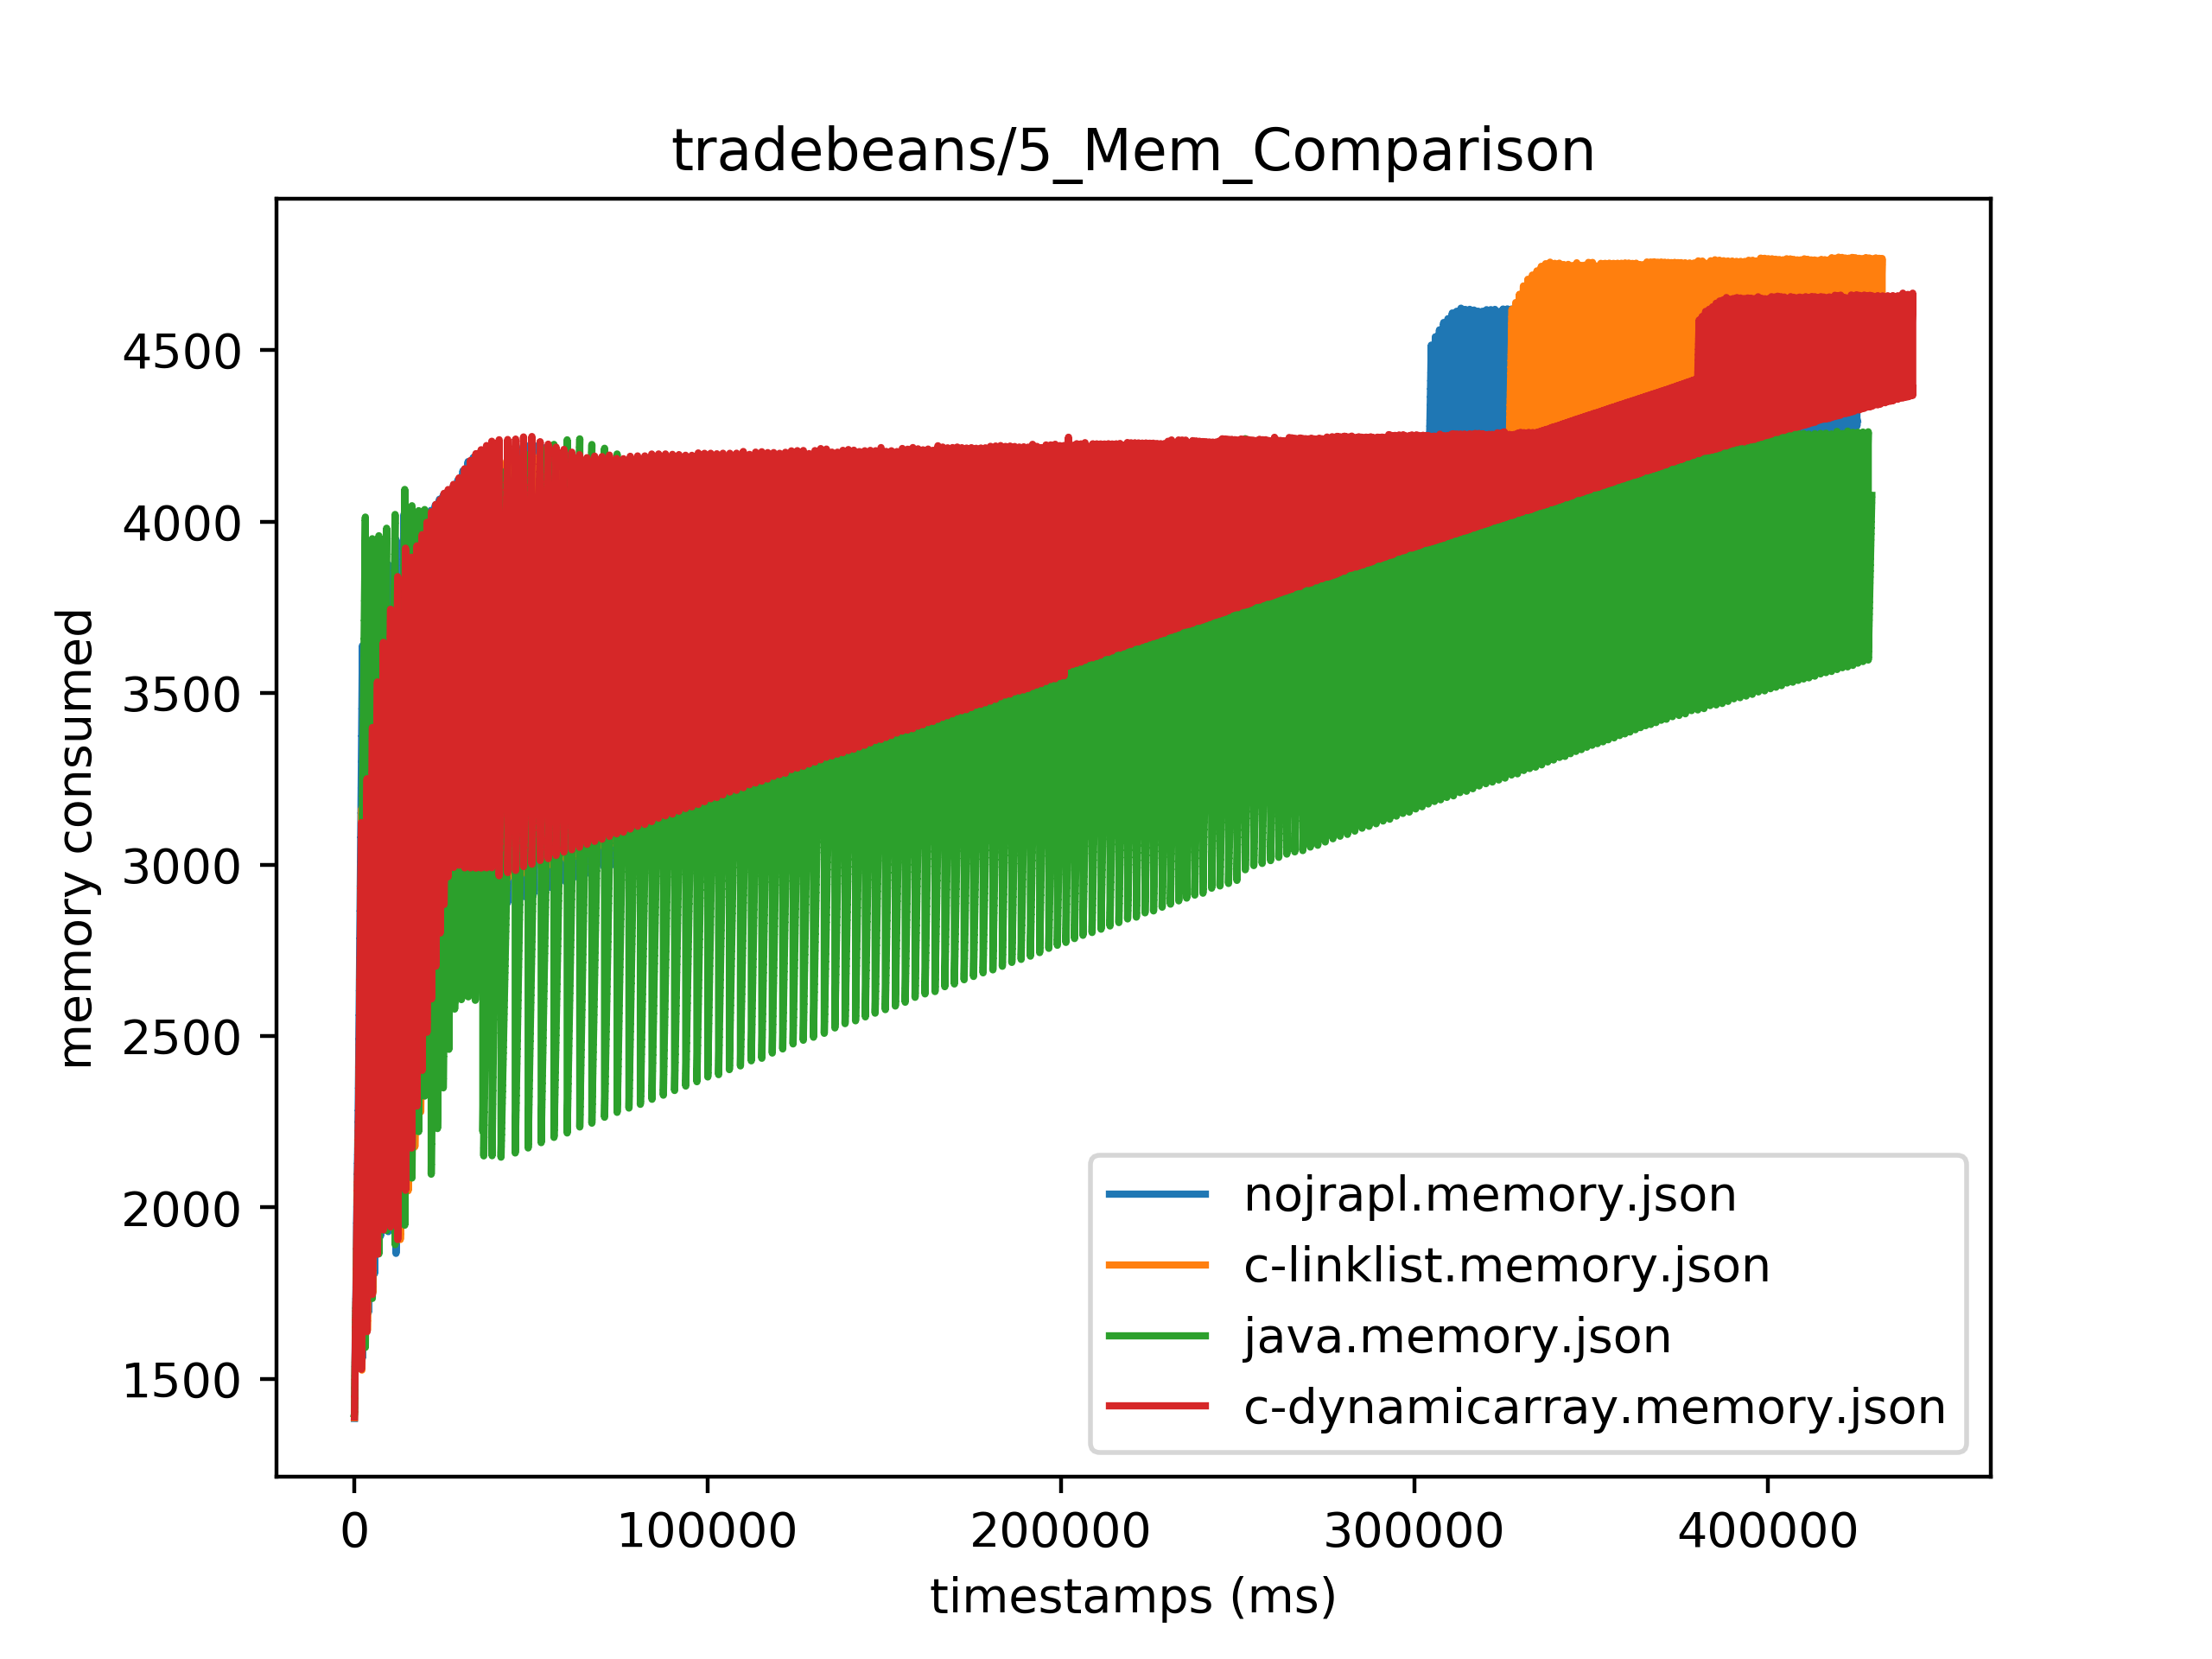 tradebeans/5_Mem_Comparison
memory consumed
4500
4000
3500
3000
2500
2000
1500
0
100000
200000
300000
400000
timestamps (ms)
nojrapl.memory.json
c-linklist.memory.json
java.memory.json
c-dynamicarray.memory.json